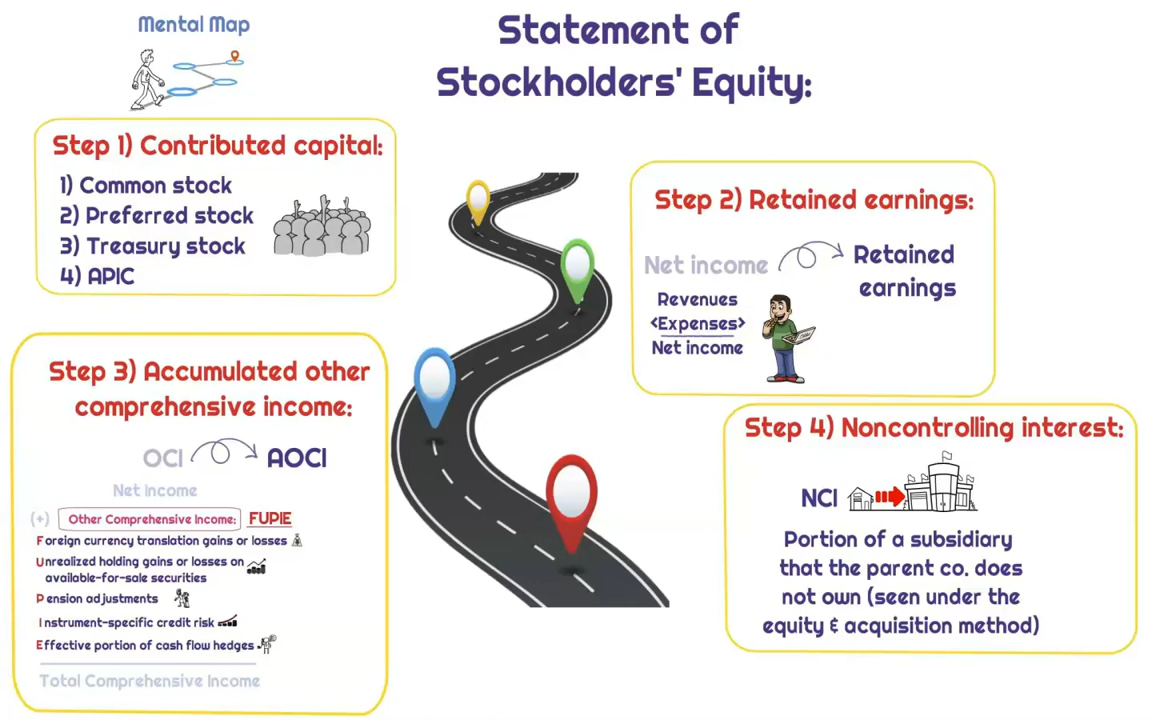 Mental Map
Statement of
Stockholders' Equity:
Step 1) Contributed capital:
1) Common stock
2) Preferred stock
3) Treasury stock
4) APIC
Step 2) Retained earnings:
Net income
Retained
earnings
Revenues
<Expenses>
Net income
Step 3) Accumulated other
comprehensive income:
OCI
AOCI
Net Income
(+) Other Comprehensive Income: FUPIE
Foreign currency translation gains or losses
Unrealized holding gains or losses on
available-for-sale securities
Pension adjustments
Instrument-specific credit risk
Effective portion of cash flow hedges
Total Comprehensive Income
Step 4) Noncontrolling interest:
NCI
Portion of a subsidiary
that the parent co. does
not own (seen under the
equity & acquisition method)